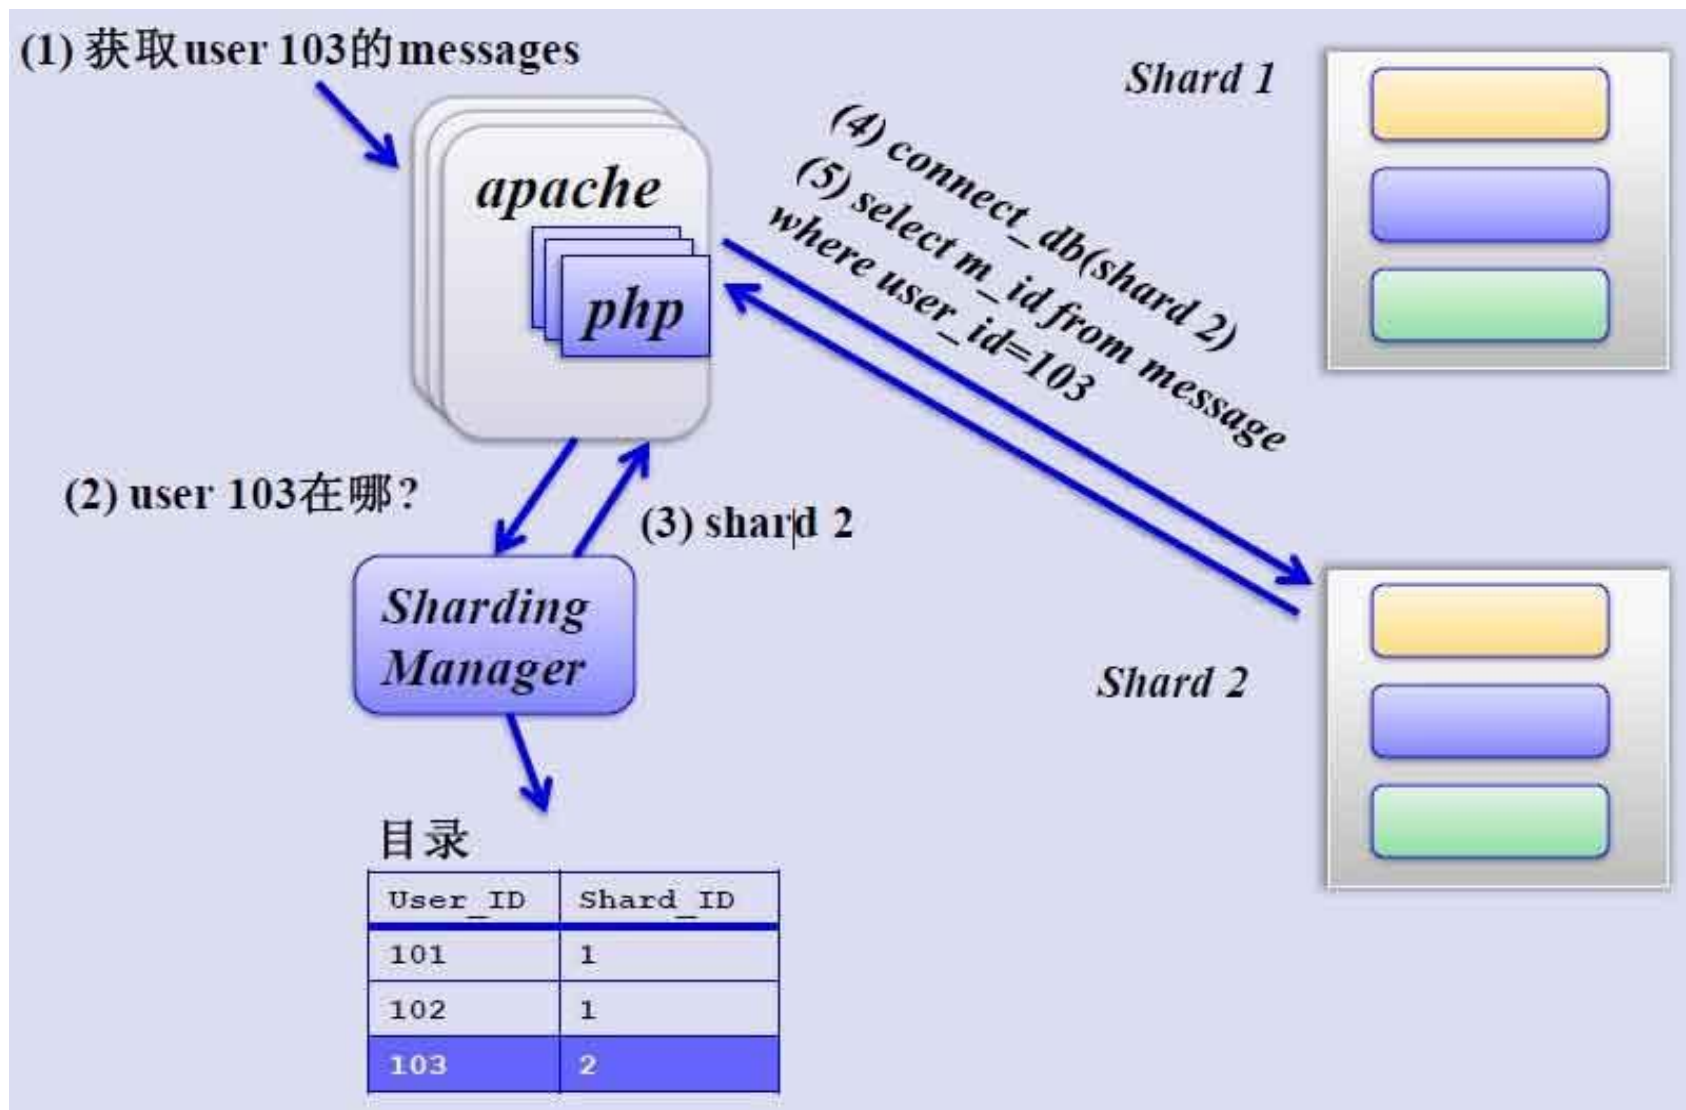 (1) 获取user 103的messages
apache
php
(4) connect_db(shard 2)
(5) select m_id from message
where user_id=103
Shard 1
(2) user 103在哪?
(3) shard 2
Sharding
Manager
Shard 2
目录
User_ID Shard_ID
101 1
102 1
103 2